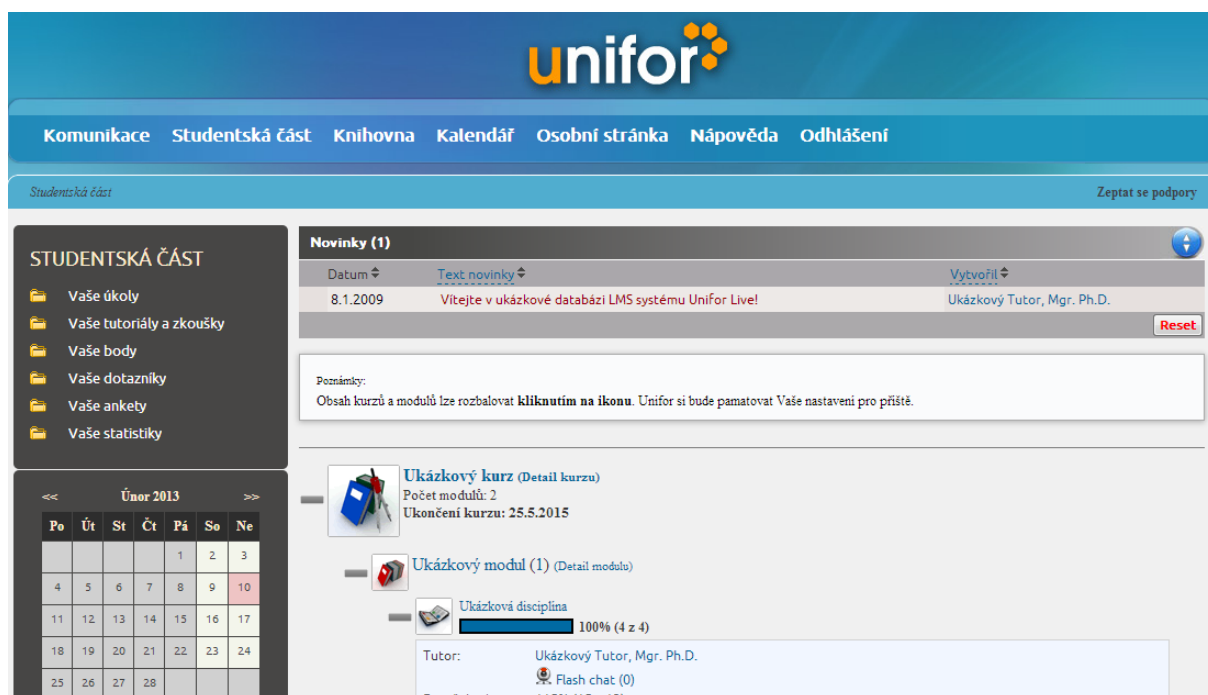 unifor
Komunikace Studentská část Knihovna Kalendář Osobní stránka Nápověda Odhlášení
Studentská část
Zeptat se podpory
STUDENTSKÁ ČÁST
Vaše úkoly
Vaše tutoriály a zkoušky
Vaše body
Vaše dotazníky
Vaše ankety
Vaše statistiky
<< Únor 2013 >>
Po Út St Čt Pá So Ne
1 2 3
4 5 6 7 8 9 10
11 12 13 14 15 16 17
18 19 20 21 22 23 24
25 26 27 28
Novinky (1)
Datum Text novinky Vytvořil
8.1.2009 Vítejte v ukázkové databázi LMS systému Unifor Live! Ukázkový Tutor, Mgr. Ph.D.
Reset
Poznámky:
Obsah kurzů a modulů lze rozbalovat kliknutím na ikonu. Unifor si bude pamatovat Vaše nastavení pro příště.
Ukázkový kurz (Detail kurzu)
Počet modulů: 2
Ukončení kurzu: 25.5.2015
Ukázkový modul (1) (Detail modulu)
Ukázková disciplína
100% (4 z 4)
Tutor: Ukázkový Tutor, Mgr. Ph.D.
Flash chat (0)